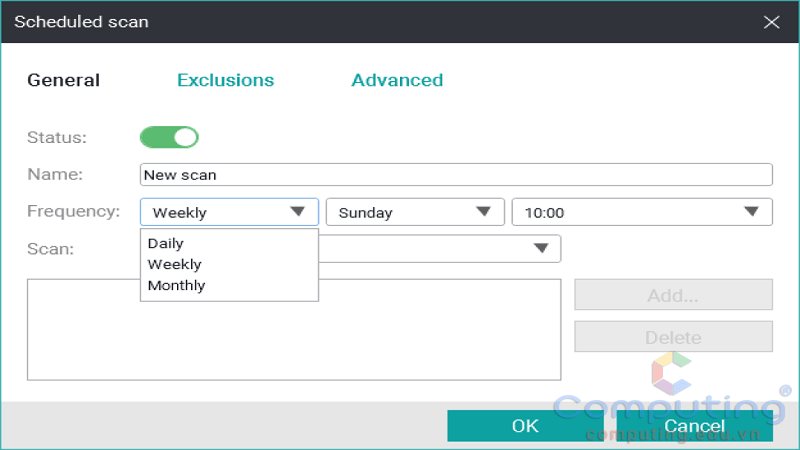 Scheduled scan
General Exclusions Advanced
Status:
Name: New scan
Frequency: Weekly Sunday 10:00
Daily
Scan:
Weekly
Monthly
Add...
Delete
Computing®
OK Cancel
computing.edu.vn